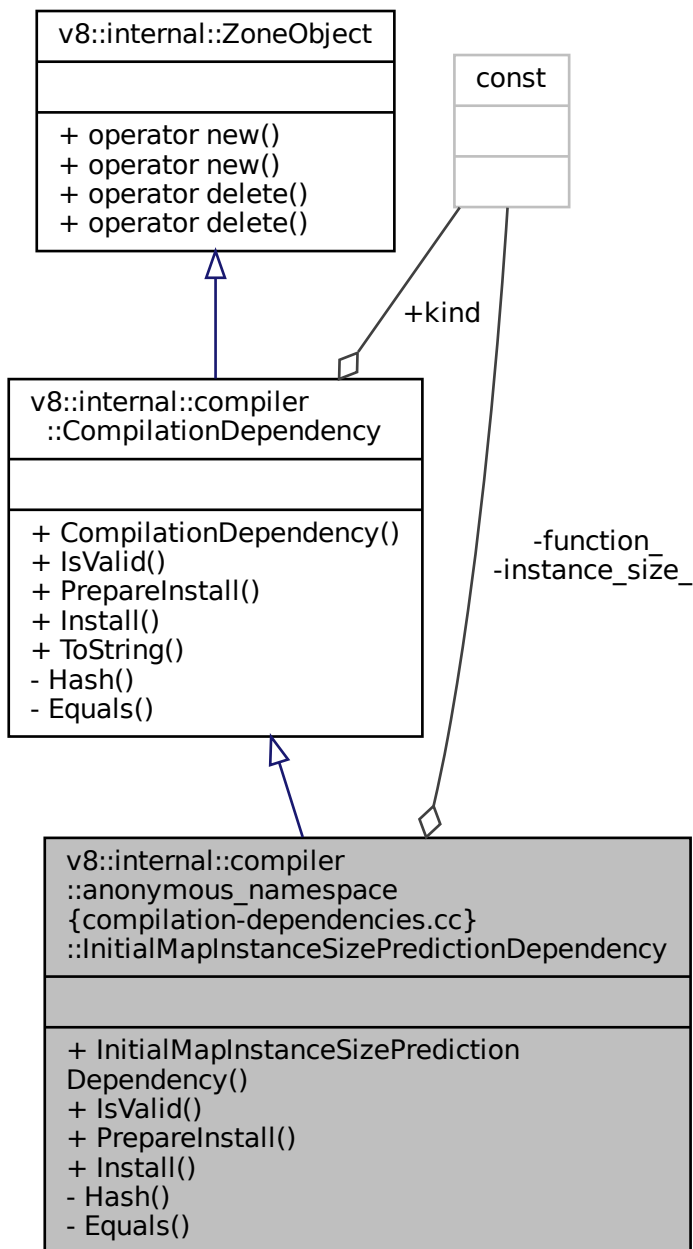 v8::internal::ZoneObject
+ operator new()
+ operator new()
+ operator delete()
+ operator delete()
const
+kind
v8::internal::compiler
::CompilationDependency
+ CompilationDependency()
+ IsValid()
+ PrepareInstall()
+ Install()
+ ToString()
- Hash()
- Equals()
-function_
-instance_size_
v8::internal::compiler
::anonymous_namespace
{compilation-dependencies.cc}
::InitialMapInstanceSizePredictionDependency
+ InitialMapInstanceSizePrediction
Dependency()
+ IsValid()
+ PrepareInstall()
+ Install()
- Hash()
- Equals()